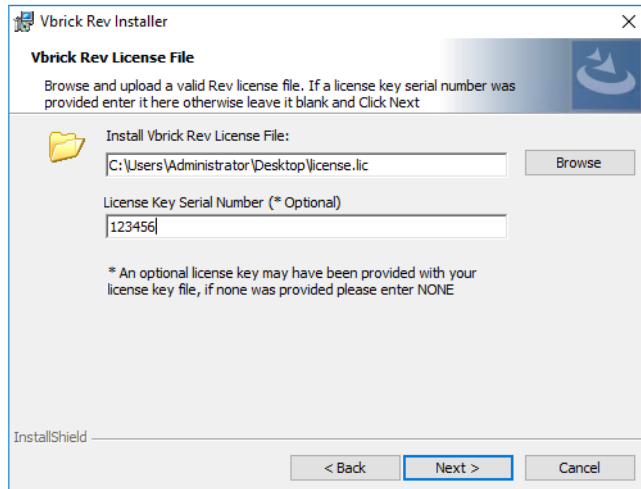 Vbrick Rev Installer
Vbrick Rev License File
Browse and upload a valid Rev license file. If a license key serial number was
provided enter it here otherwise leave it blank and Click Next
Install Vbrick Rev License File:
C:\Users\Administrator\Desktop\license.lic
Browse
License Key Serial Number (* Optional)
123456
* An optional license key may have been provided with your
license key file, if none was provided please enter NONE
InstallShield
< Back
Next >
Cancel